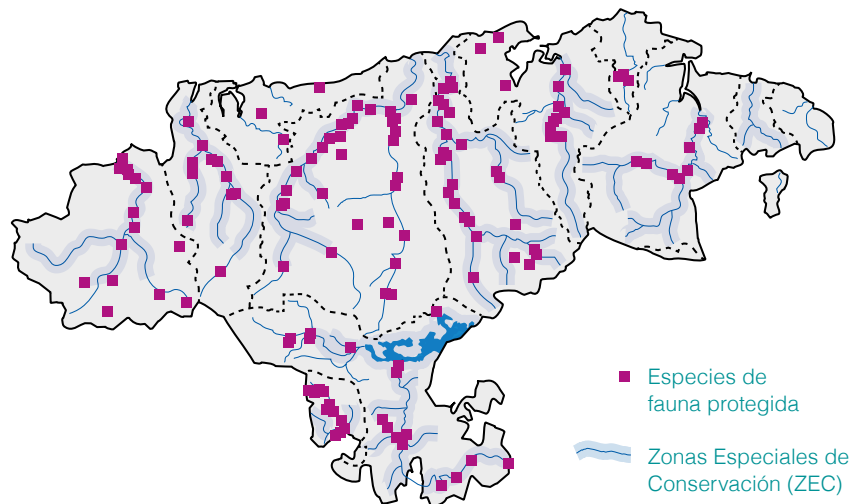 Especies de
fauna protegida
Zonas Especiales de
Conservación (ZEC)